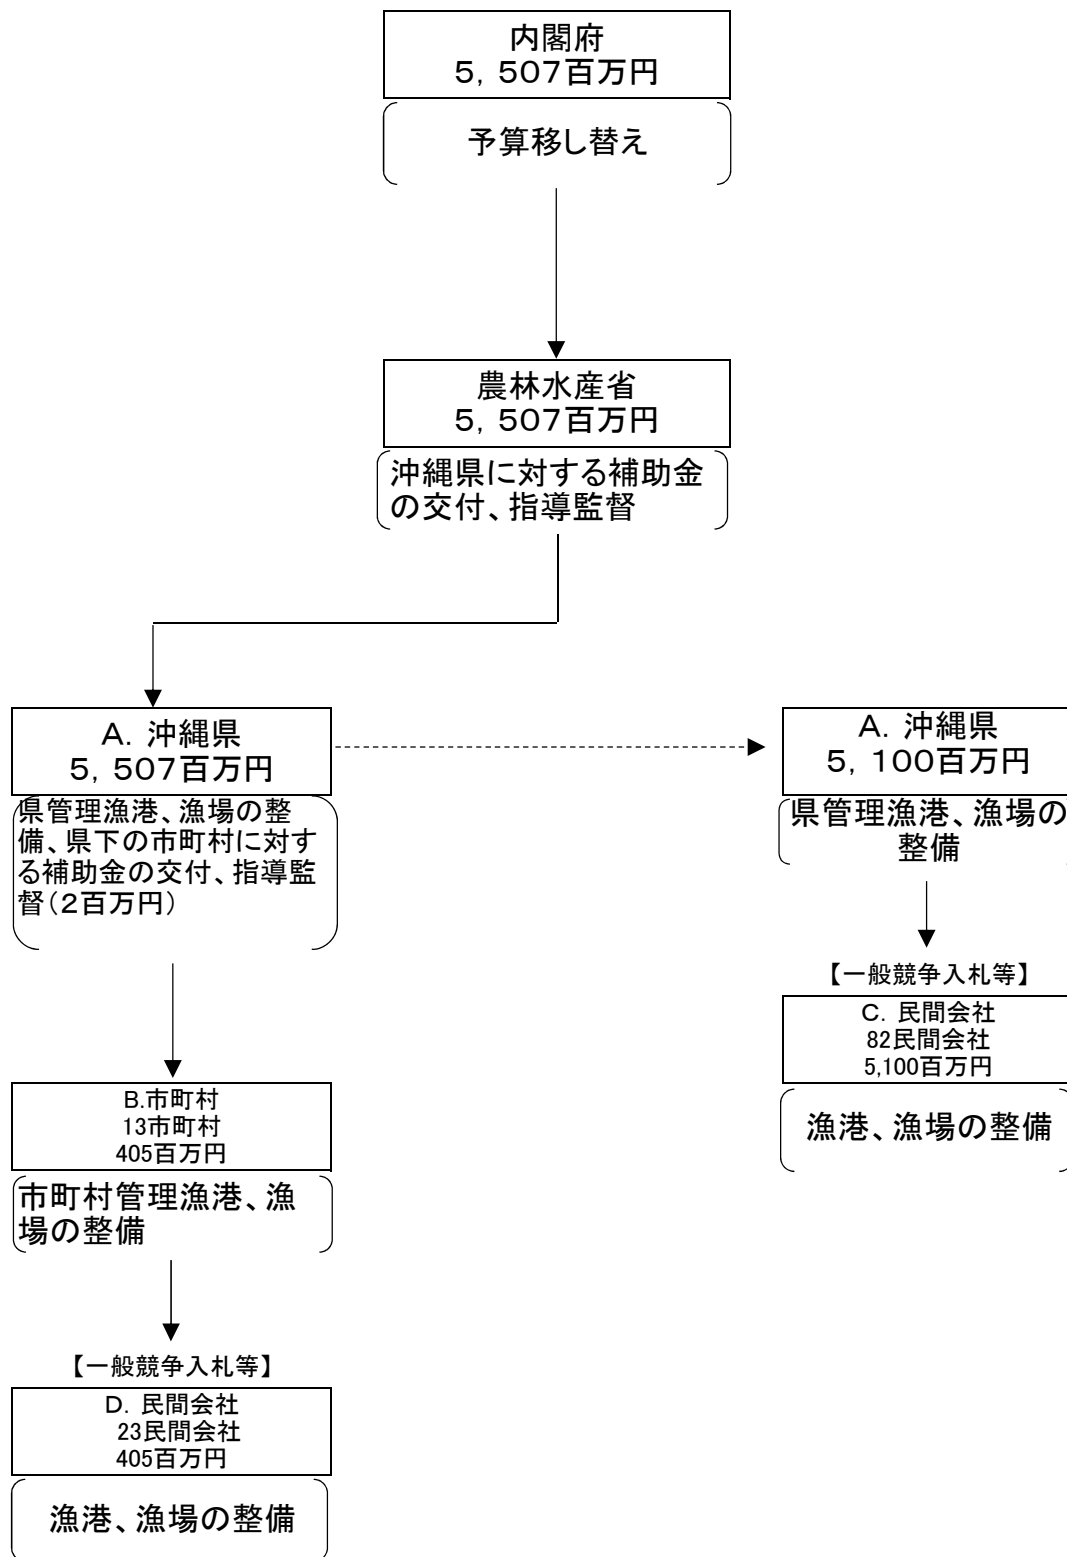 内閣府
5，507百万円
予算移し替え
農林水産省
5，507百万円
沖縄県に対する補助金
の交付、指導監督
A．沖縄県
5，507百万円
県管理漁港、漁場の整
備、県下の市町村に対す
る補助金の交付、指導監
督（2百万円）
A．沖縄県
5，100百万円
県管理漁港、漁場の
整備
【一般競争入札等】
C．民間会社
82民間会社
5,100百万円
漁港、漁場の整備
B.市町村
13市町村
405百万円
市町村管理漁港、漁
場の整備
【一般競争入札等】
D．民間会社
23民間会社
405百万円
漁港、漁場の整備